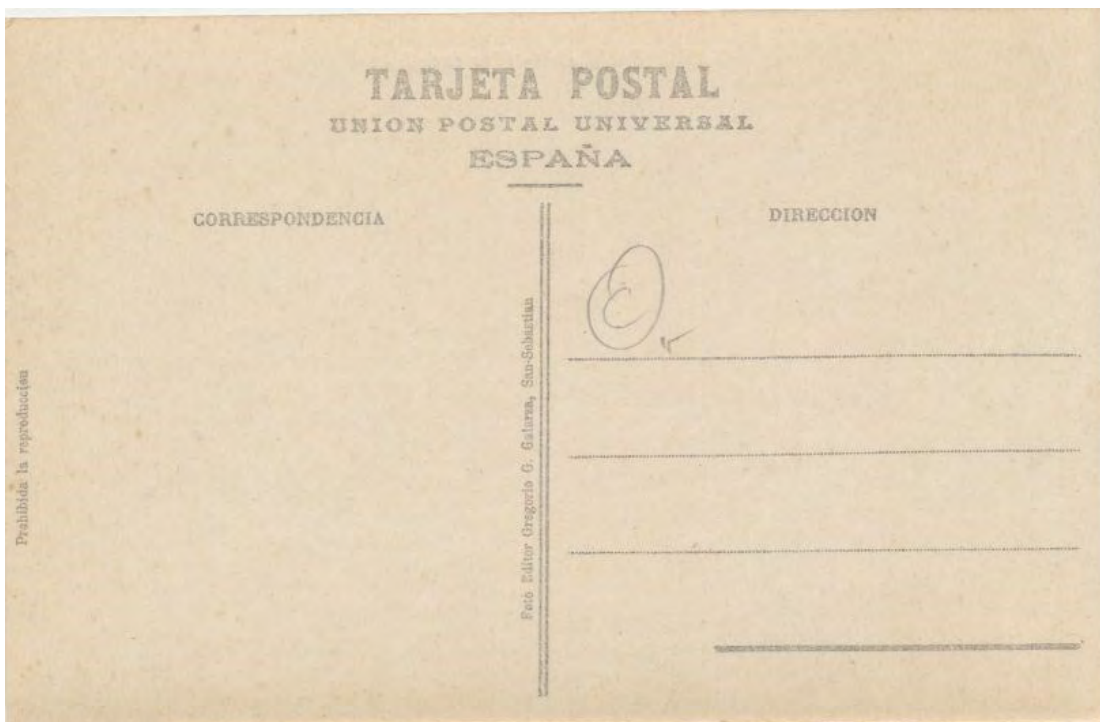 TARJETA POSTAL
UNION POSTAL UNIVERSAL
ESPAÑA
CORRESPONDENCIA
DIRECCION
Prohibida la reproduccion
Foto Editor Gregorio G. Galarza, San-Sebastian